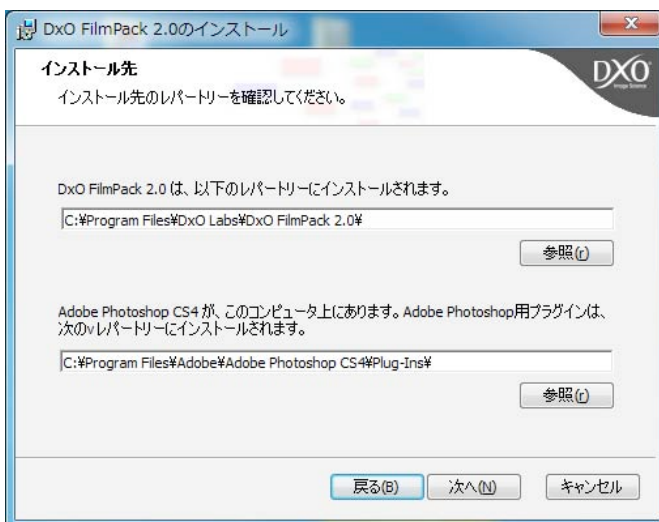 DxO FilmPack 2.0のインストール
インストール先
インストール先のレパートリーを確認してください。
DXO
Image Science
DxO FilmPack 2.0 は、以下のレパートリーにインストールされます。
C:¥Program Files¥DxO Labs¥DxO FilmPack 2.0¥
参照(r)
Adobe Photoshop CS4 が、このコンピュータ上にあります。Adobe Photoshop用プラグインは、
次のvレパートリーにインストールされます。
C:¥Program Files¥Adobe¥Adobe Photoshop CS4¥Plug-Ins¥
参照(r)
戻る(B)
次へ(N)
キャンセル